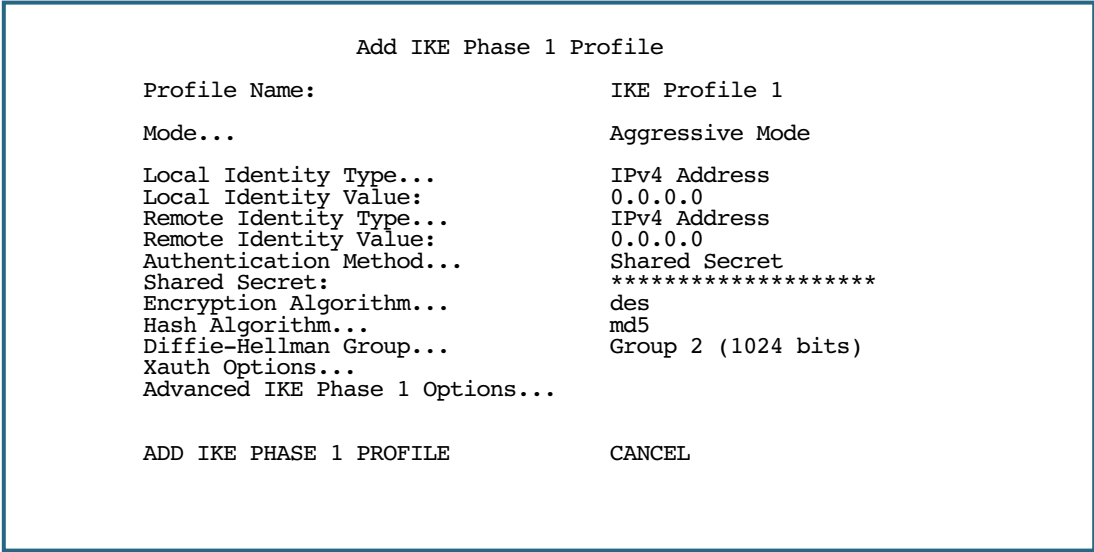 Add IKE Phase 1 Profile
Profile Name: IKE Profile 1
Mode... Aggressive Mode
Local Identity Type... IPv4 Address
Local Identity Value: 0.0.0.0
Remote Identity Type... IPv4 Address
Remote Identity Value: 0.0.0.0
Authentication Method... Shared Secret
Shared Secret: ********************
Encryption Algorithm... des
Hash Algorithm... md5
Diffie-Hellman Group... Group 2 (1024 bits)
Xauth Options...
Advanced IKE Phase 1 Options...
ADD IKE PHASE 1 PROFILE CANCEL